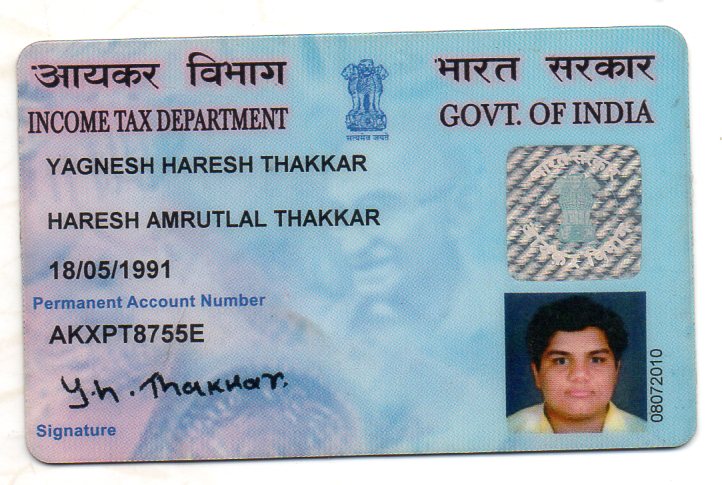 आयकर विभाग
भारत सरकार
INCOME TAX DEPARTMENT
GOVT. OF INDIA
सत्यमेव जयते
YAGNESH HARESH THAKKAR
HARESH AMRUTLAL THAKKAR
18/05/1991
Permanent Account Number
AKXPT8755E
Y.h. Thakkar.
Signature
08072010